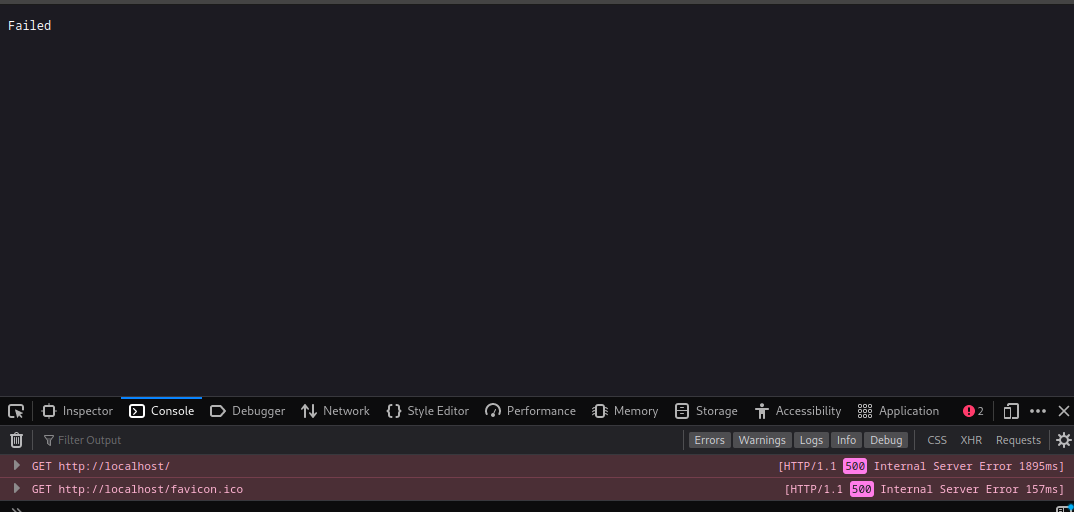 Failed
Inspector Console Debugger Network Style Editor Performance Memory Storage Accessibility Application 2
Filter Output Errors Warnings Logs Info Debug CSS XHR Requests
GET http://localhost/ [HTTP/1.1 500 Internal Server Error 1895ms]
GET http://localhost/favicon.ico [HTTP/1.1 500 Internal Server Error 157ms]